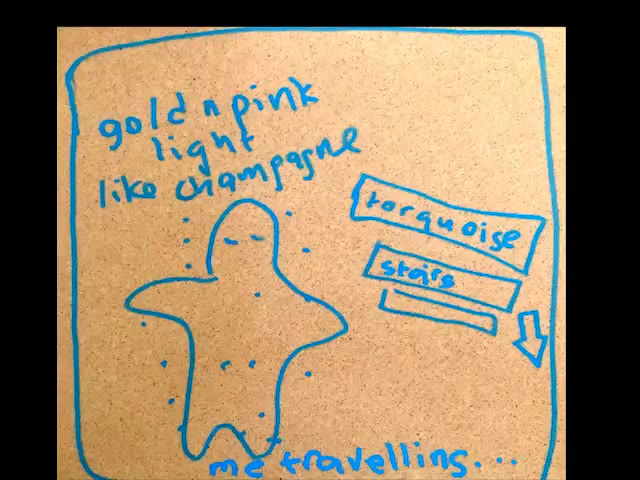 gold n pink
light
like champagne
torquoise
stairs
me travelling...